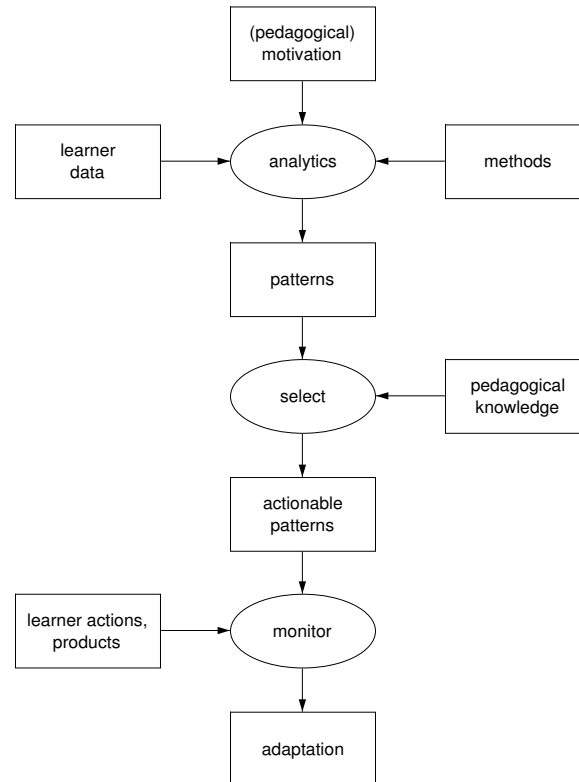 (pedagogical)
motivation
learner
data
analytics
methods
patterns
select
pedagogical
knowledge
actionable
patterns
learner actions,
products
monitor
adaptation